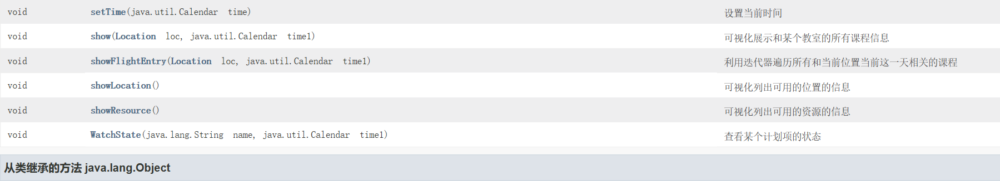 void setTime(java.util.Calendar time) 设置当前时间
void show(Location loc, java.util.Calendar time1) 可视化展示和某个教室的所有课程信息
void showFlightEntry(Location loc, java.util.Calendar time1) 利用迭代器遍历所有和当前位置当前这一天相关的课程
void showLocation() 可视化列出可用的位置的信息
void showResource() 可视化列出可用的资源的信息
void WatchState(java.lang.String name, java.util.Calendar time1) 查看某个计划项的状态
从类继承的方法 java.lang.Object